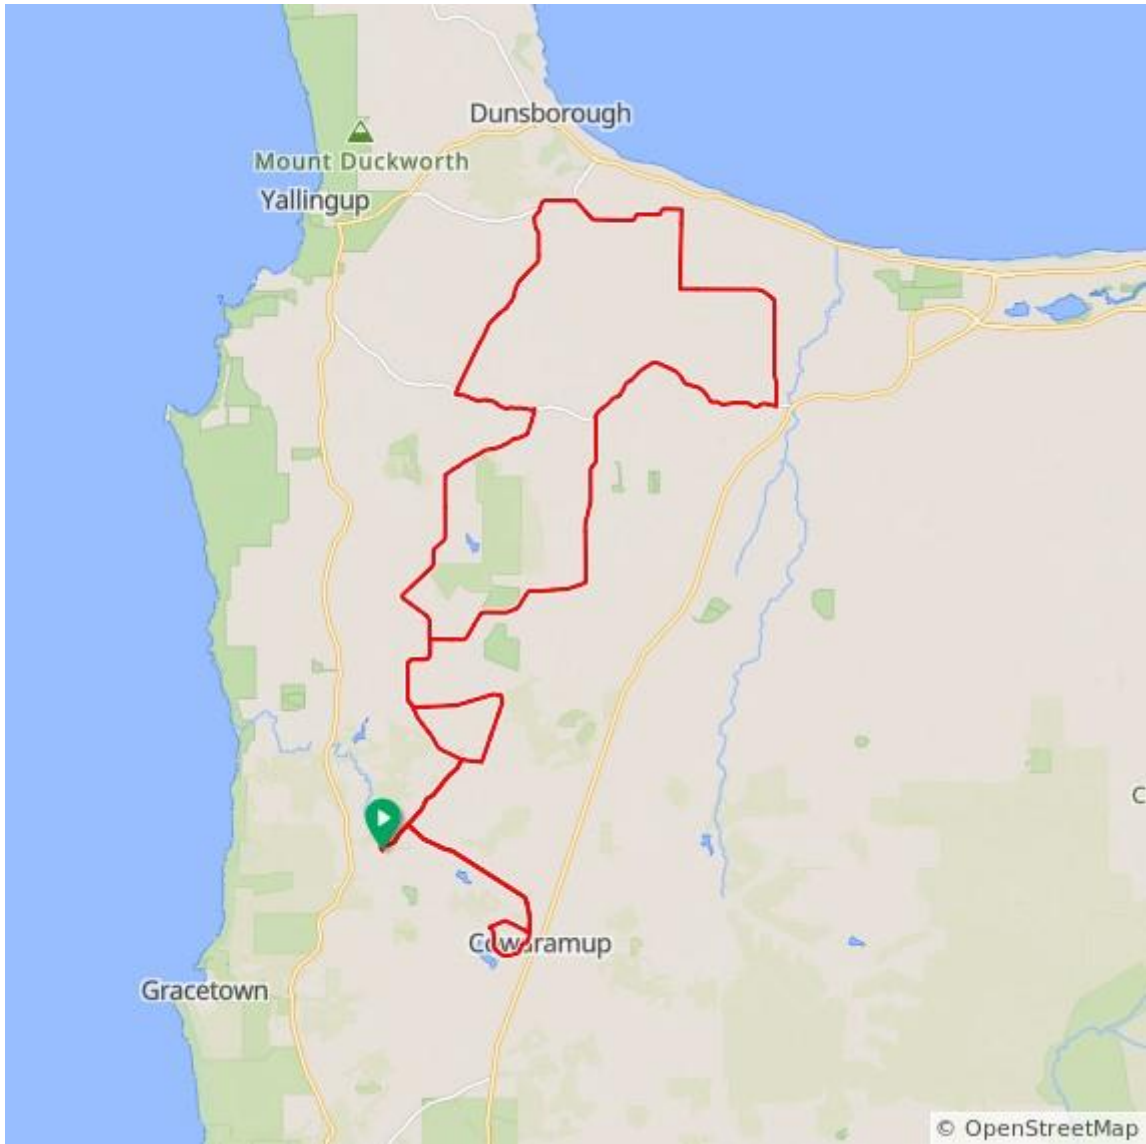 Dunsborough
Mount Duckworth
Yallingup
C
Cowaramup
Gracetown
© OpenStreetMap